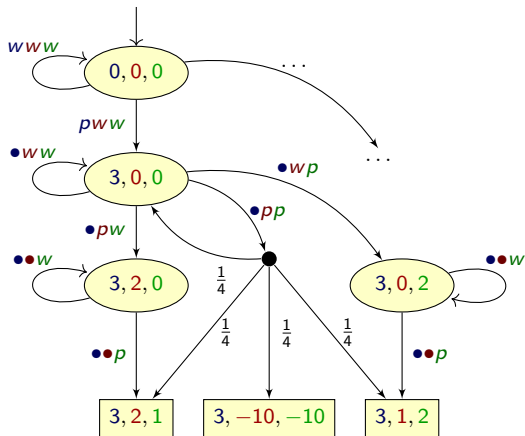 www
0, 0, 0
...
pww
...
•ww
3, 0, 0
•wp
•pp
•pw
••w
3, 2, 0
1/4
3, 0, 2
••w
1/4
1/4
1/4
••p
••p
3, 2, 1
3, −10, −10
3, 1, 2